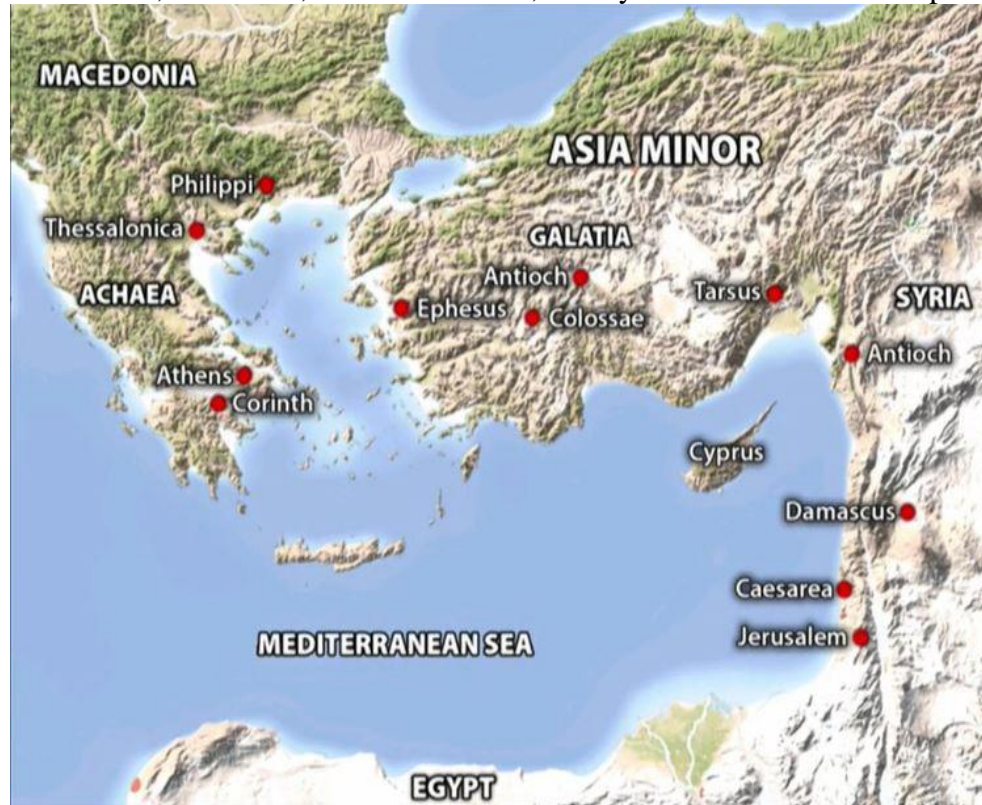 MACEDONIA
ASIA MINOR
Philippi
Thessalonica
GALATIA
Antioch
ACHAEA
Tarsus
SYRIA
Ephesus
Colossae
Antioch
Athens
Corinth
Cyprus
Damascus
Caesarea
Jerusalem
MEDITERRANEAN SEA
EGYPT